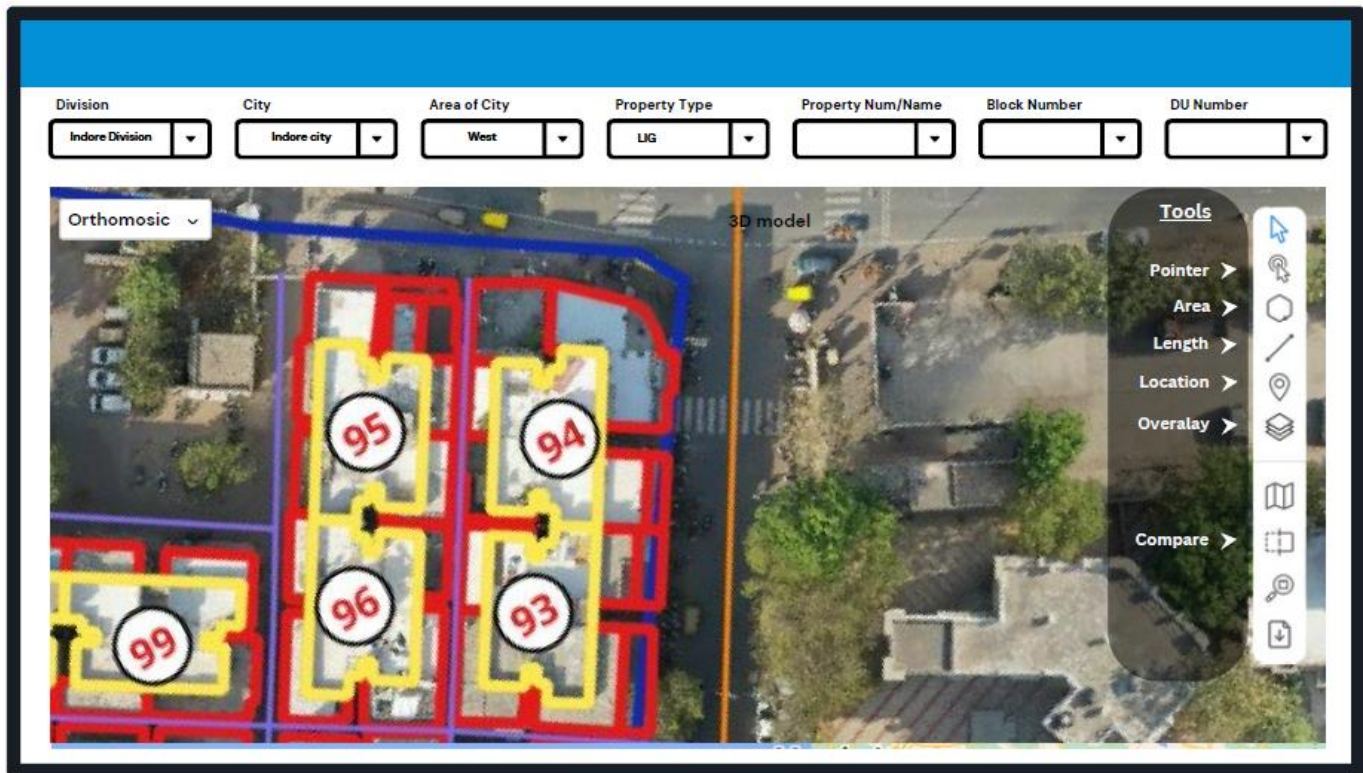 Division City Area of City Property Type Property Num/Name Block Number DU Number
Indore Division Indore city West LIG
Orthomosic 3D model Tools
Pointer
Area
Length
Location
Overalay
95 94
Compare
96 93
99